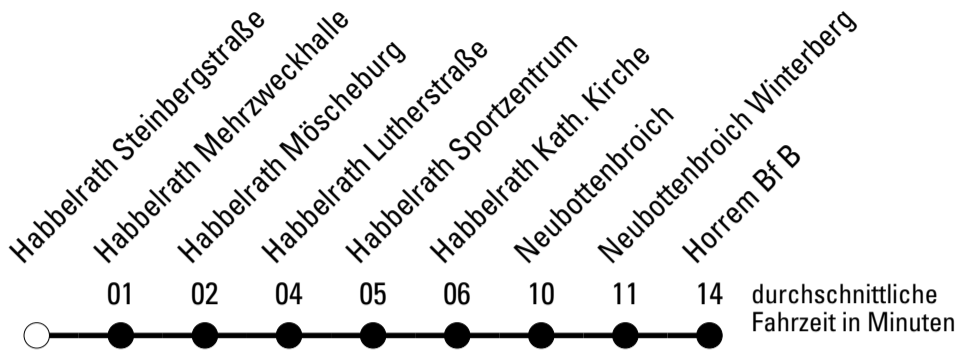 Habbelrath Steinbergstraße
Habbelrath Mehrzweckhalle
Habbelrath Möscheburg
Habbelrath Lutherstraße
Habbelrath Sportzentrum
Habbelrath Kath. Kirche
Neubottenbroich
Neubottenbroich Winterberg
Horrem Bf B
01 02 04 05 06 10 11 14
durchschnittliche
Fahrzeit in Minuten